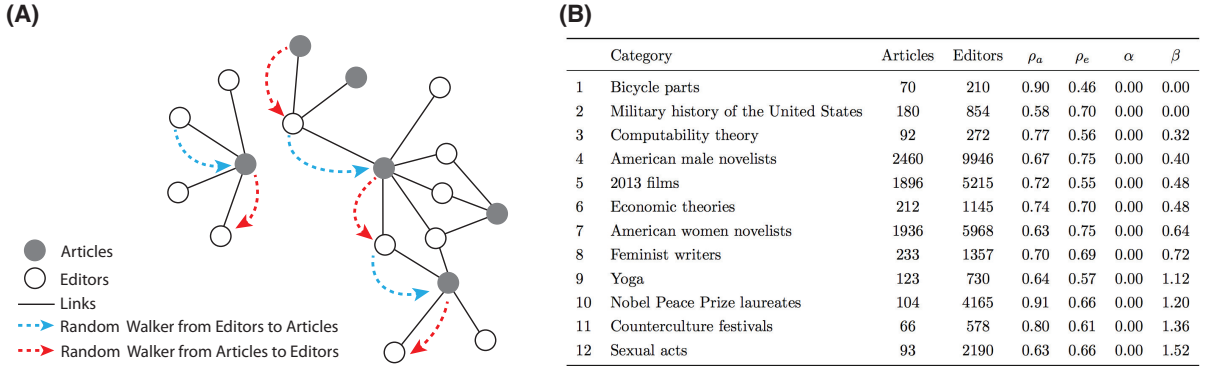 (A)
Articles
Editors
Links
Random Walker from Editors to Articles
Random Walker from Articles to Editors
(B)
Category Articles Editors ρₐ ρₑ α β
1 Bicycle parts 70 210 0.90 0.46 0.00 0.00
2 Military history of the United States 180 854 0.58 0.70 0.00 0.00
3 Computability theory 92 272 0.77 0.56 0.00 0.32
4 American male novelists 2460 9946 0.67 0.75 0.00 0.40
5 2013 films 1896 5215 0.72 0.55 0.00 0.48
6 Economic theories 212 1145 0.74 0.70 0.00 0.48
7 American women novelists 1936 5968 0.63 0.75 0.00 0.64
8 Feminist writers 233 1357 0.70 0.69 0.00 0.72
9 Yoga 123 730 0.64 0.57 0.00 1.12
10 Nobel Peace Prize laureates 104 4165 0.91 0.66 0.00 1.20
11 Counterculture festivals 66 578 0.80 0.61 0.00 1.36
12 Sexual acts 93 2190 0.63 0.66 0.00 1.52